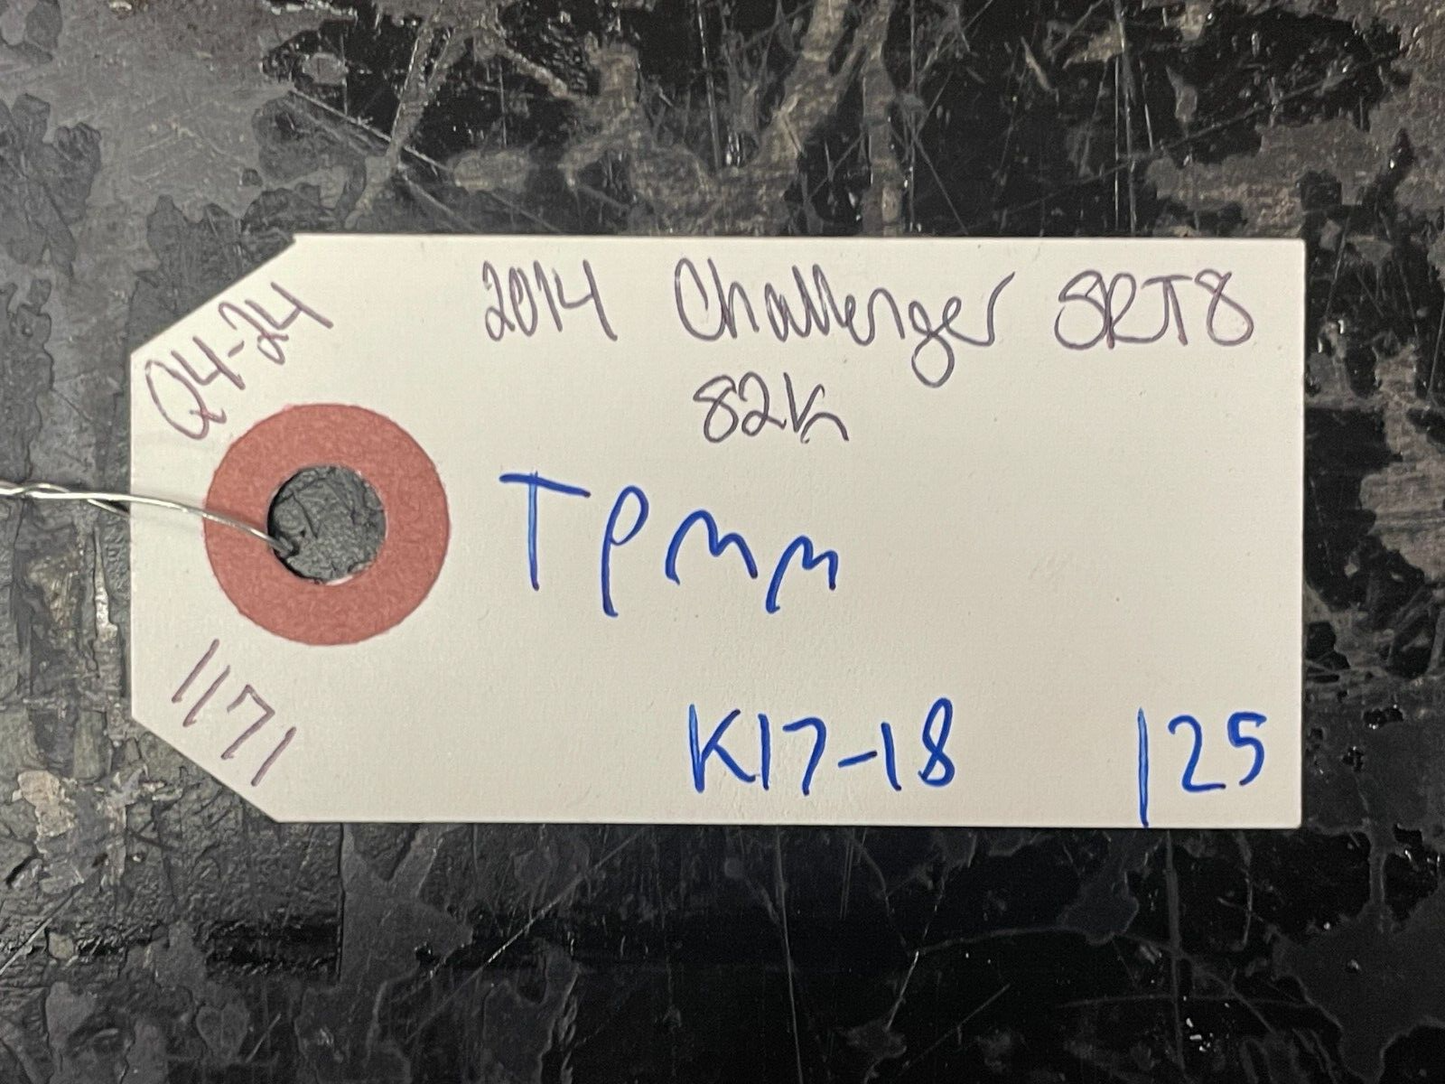 Q4-24
2014 Challenger SRT8
82k
TPMM
1171
K17-18
125